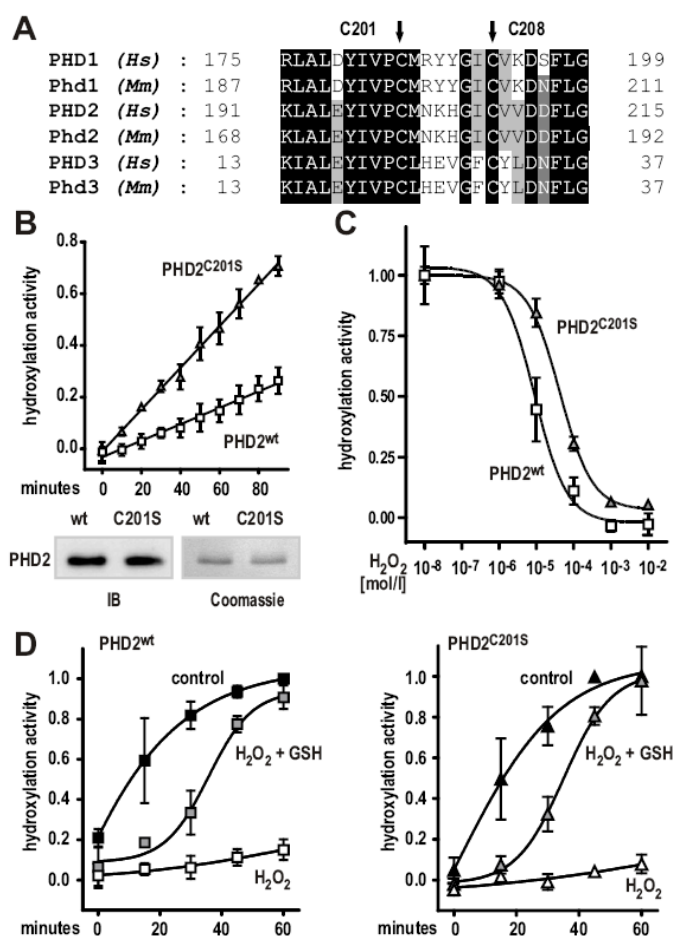 A
C201 C208
PHD1 (Hs) : 175 RLALDYIVPCMRYYGICVKDSFLG 199
Phd1 (Mm) : 187 RLALDYIVPCMRYYGICVKDNFLG 211
PHD2 (Hs) : 191 KLALEYIVPCMNKHGICVVDDFLG 215
Phd2 (Mm) : 168 KLALEYIVPCMNKHGICVVDDFLG 192
PHD3 (Hs) : 13 KIALEYIVPCLHEVGFCYLDNFLG 37
Phd3 (Mm) : 13 KIALEYIVPCLHEVGFCYLDNFLG 37
B
0.8
0.6
0.4
0.2
0.0
hydroxylation activity
PHD2C201S
PHD2wt
minutes 0 20 40 60 80
wt C201S wt C201S
PHD2
IB Coomassie
C
1.00
0.75
0.50
0.25
0.00
hydroxylation activity
PHD2C201S
PHD2wt
H2O2 [mol/l] 10-8 10-7 10-6 10-5 10-4 10-3 10-2
D
PHD2wt
1.0
0.8
0.6
0.4
0.2
0.0
hydroxylation activity
control
H2O2 + GSH
H2O2
minutes 0 20 40 60
PHD2C201S
1.0
0.8
0.6
0.4
0.2
0.0
hydroxylation activity
control
H2O2 + GSH
H2O2
minutes 0 20 40 60